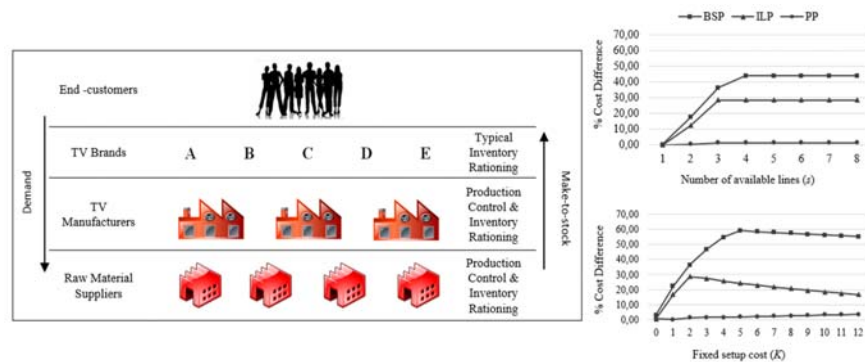 End -customers
TV Brands
A B C D E
Typical
Inventory
Rationing
TV
Manufacturers
Production
Control &
Inventory
Rationing
Raw Material
Suppliers
Production
Control &
Inventory
Rationing
Demand
Make-to-stock
BSP ILP PP
% Cost Difference
70,00
60,00
50,00
40,00
30,00
20,00
10,00
0,00
1 2 3 4 5 6 7 8
Number of available lines (s)
% Cost Difference
70,00
60,00
50,00
40,00
30,00
20,00
10,00
0,00
0 1 2 3 4 5 6 7 8 9 10 11 12
Fixed setup cost (K)